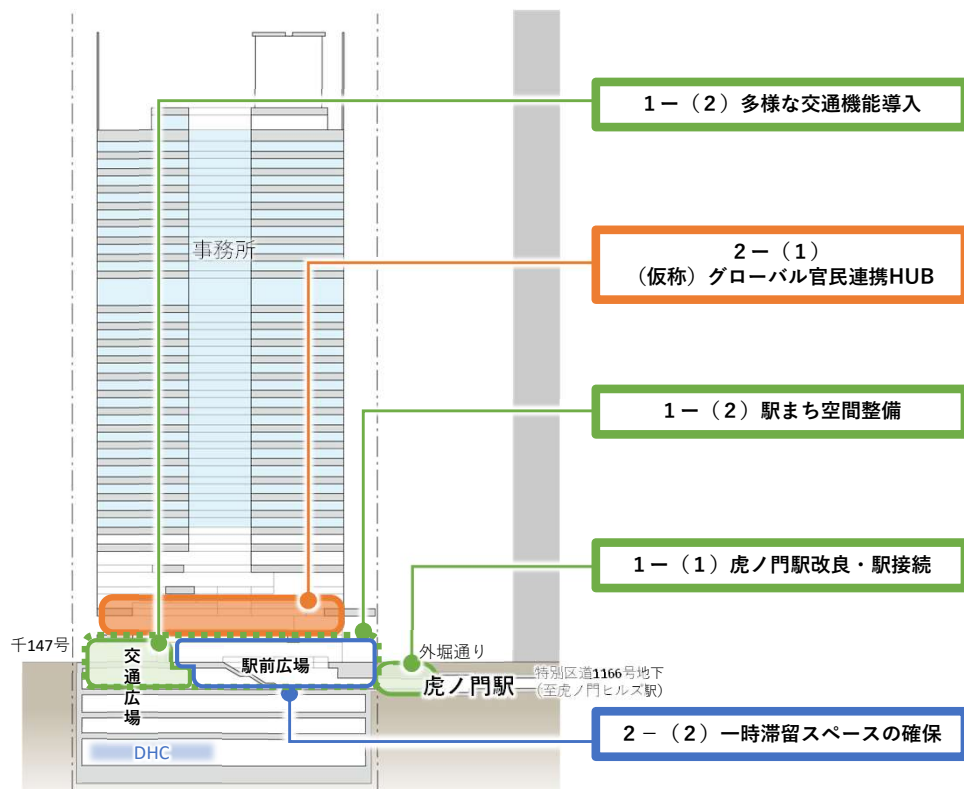 1ー（2）多様な交通機能導入
事務所
2ー（1）
（仮称）グローバル官民連携HUB
1ー（2）駅まち空間整備
1ー（1）虎ノ門駅改良・駅接続
千147号
交通広場
駅前広場
外堀通り
虎ノ門駅
特別区道1166号地下
（至虎ノ門ヒルズ駅）
2－（2）一時滞留スペースの確保
DHC